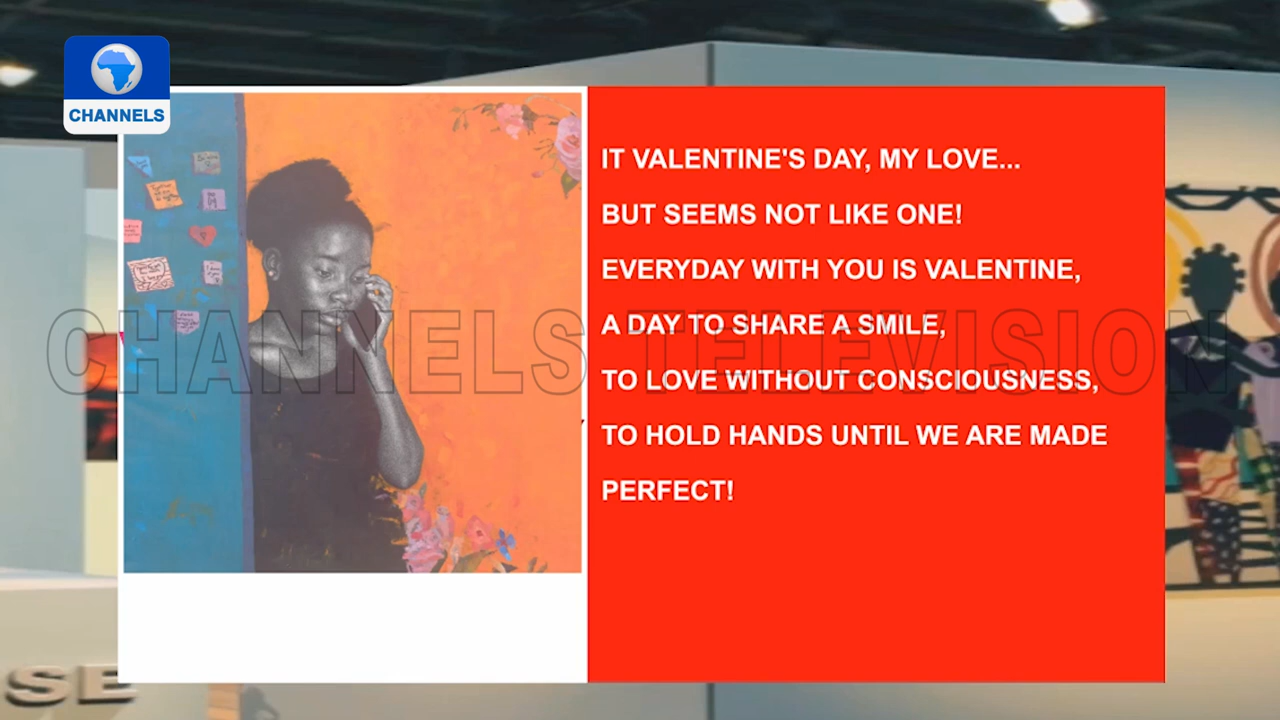 CHANNELS
IT VALENTINE'S DAY, MY LOVE...
BUT SEEMS NOT LIKE ONE!
EVERYDAY WITH YOU IS VALENTINE,
A DAY TO SHARE A SMILE,
TO LOVE WITHOUT CONSCIOUSNESS,
TO HOLD HANDS UNTIL WE ARE MADE
PERFECT!
CHANNELS TELEVISION
SE